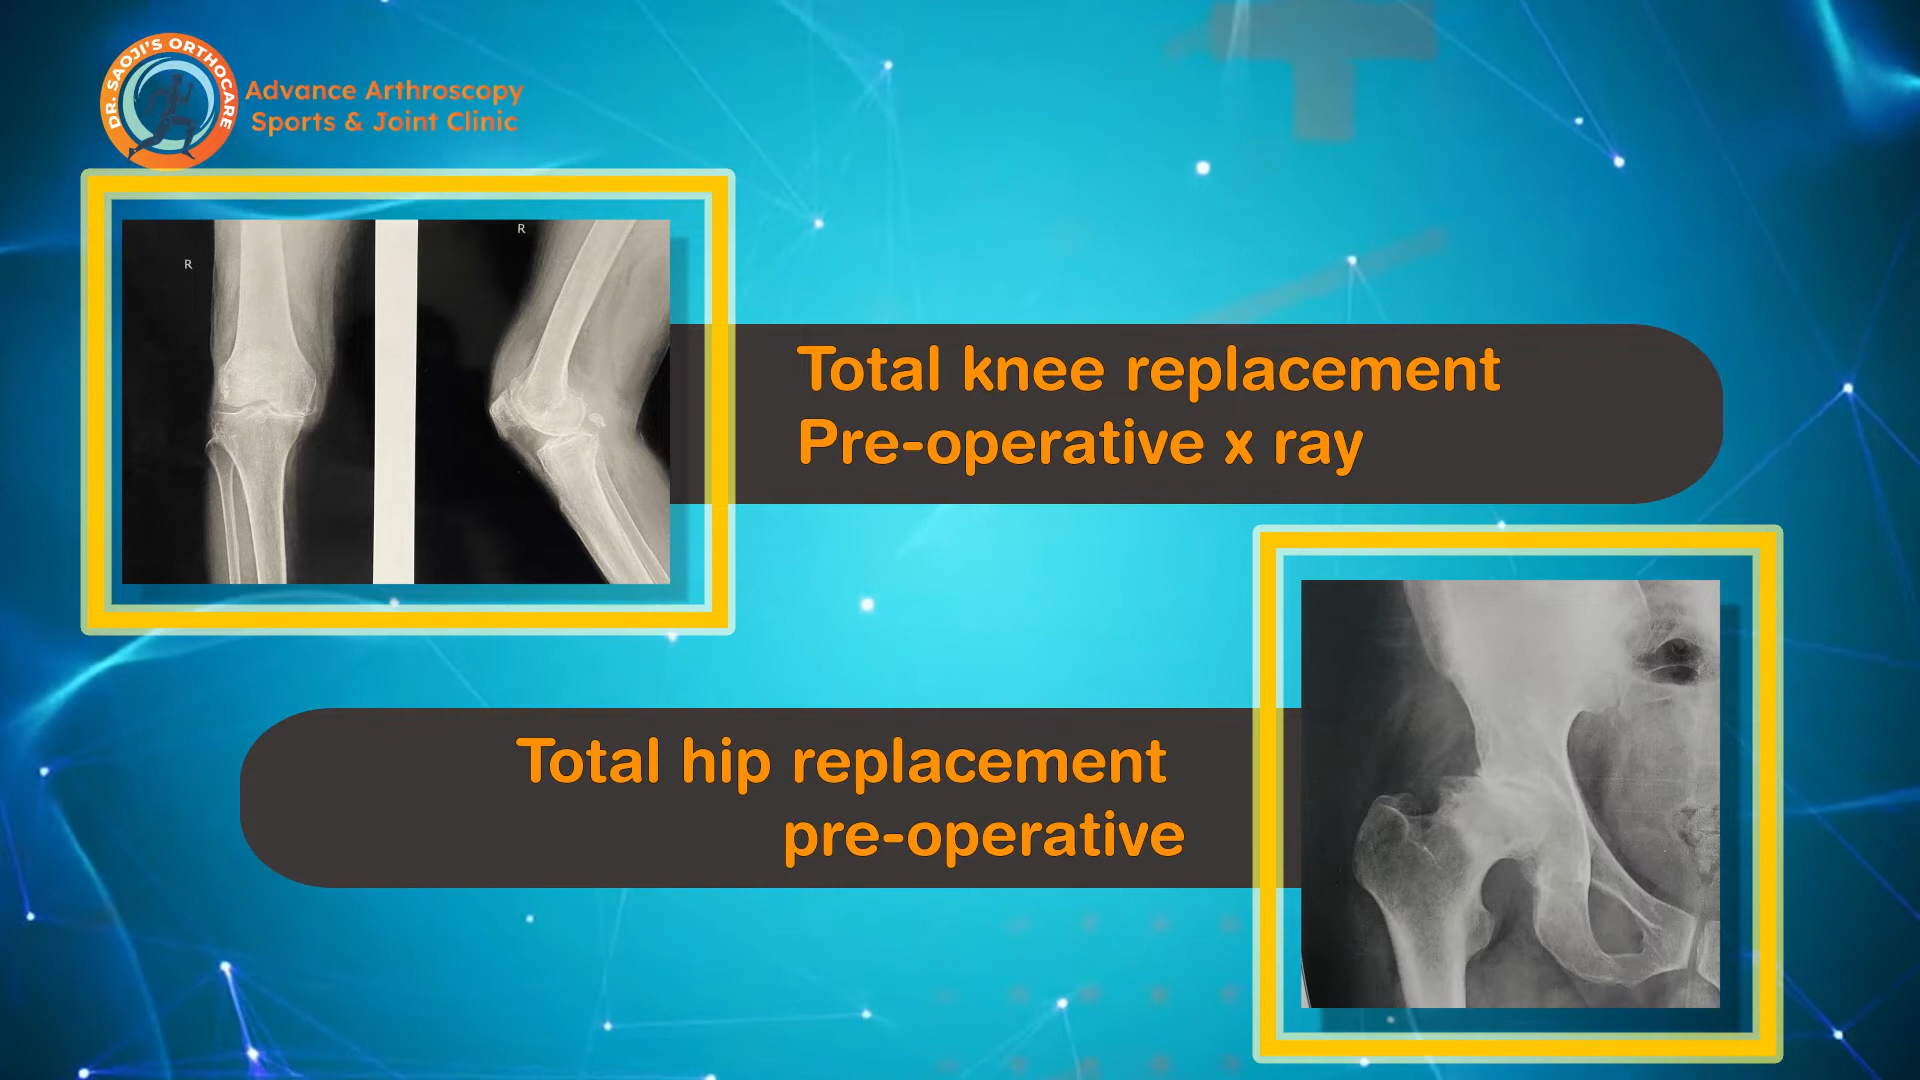 DR. SAOJI'S ORTHOCARE
Advance Arthroscopy
Sports & Joint Clinic
R
R
Total knee replacement
Pre-operative x ray
Total hip replacement
pre-operative